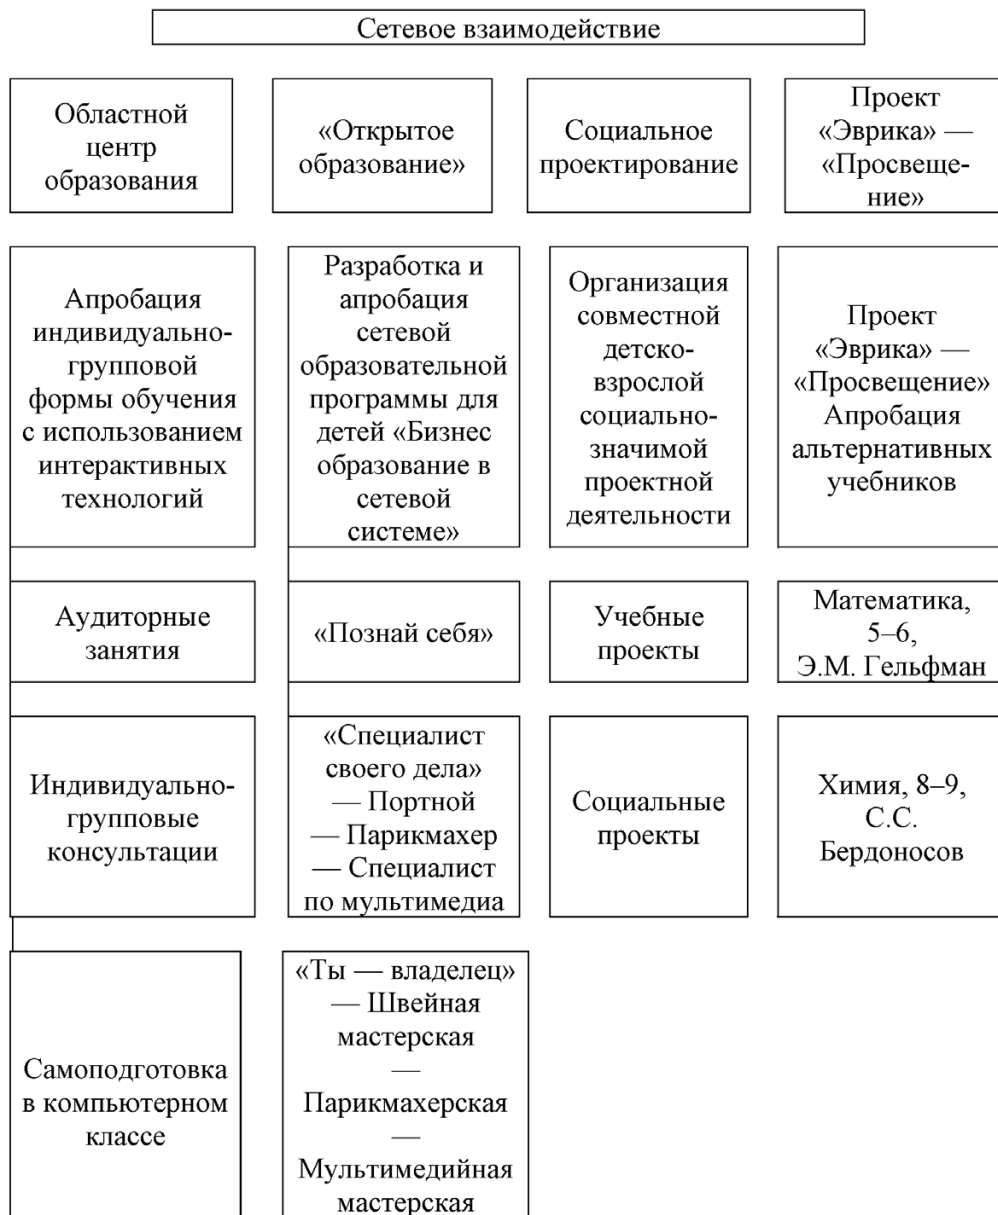 Сетевое взаимодействие
Областной
центр
образования
«Открытое
образование»
Социальное
проектирование
Проект
«Эврика» —
«Просвеще-
ние»
Апробация
индивидуально-
групповой
формы обучения
с использованием
интерактивных
технологий
Разработка и
апробация
сетевой
образовательной
программы для
детей «Бизнес
образование в
сетевой
системе»
Организация
совместной
детско-
взрослой
социально-
значимой
проектной
деятельности
Проект
«Эврика» —
«Просвещение»
Апробация
альтернативных
учебников
Аудиторные
занятия
«Познай себя»
Учебные
проекты
Математика,
5–6,
Э.М. Гельфман
Индивидуально-
групповые
консультации
«Специалист
своего дела»
— Портной
— Парикмахер
— Специалист
по мультимедиа
Социальные
проекты
Химия, 8–9,
С.С.
Бердоносов
Самоподготовка
в компьютерном
классе
«Ты — владелец»
— Швейная
мастерская
—
Парикмахерская
—
Мультимедийная
мастерская